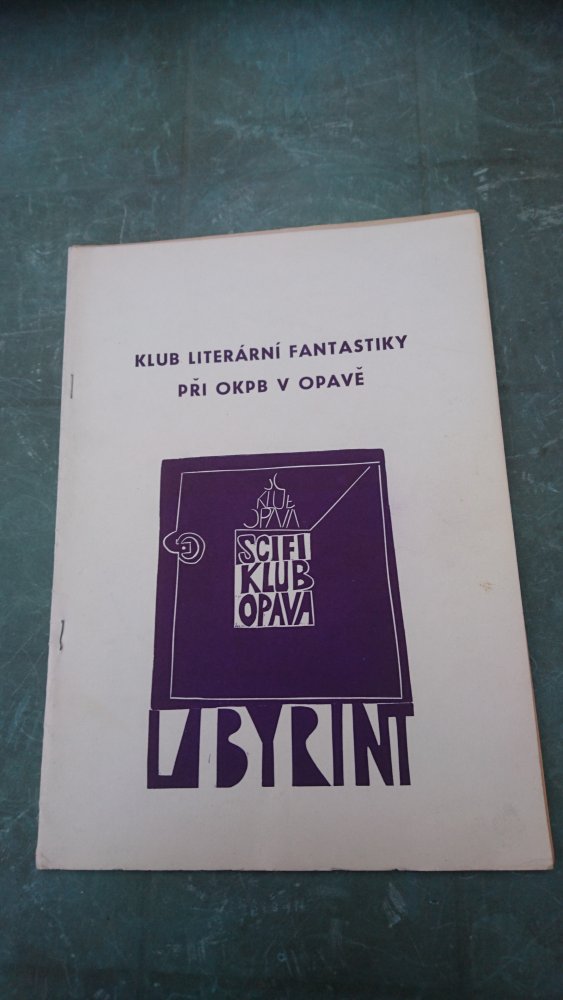 KLUB LITERÁRNÍ FANTASTIKY
PŘI OKPB V OPAVĚ
KLUB
OPAVA
SCIFI
KLUB
OPAVA
LABYRINT